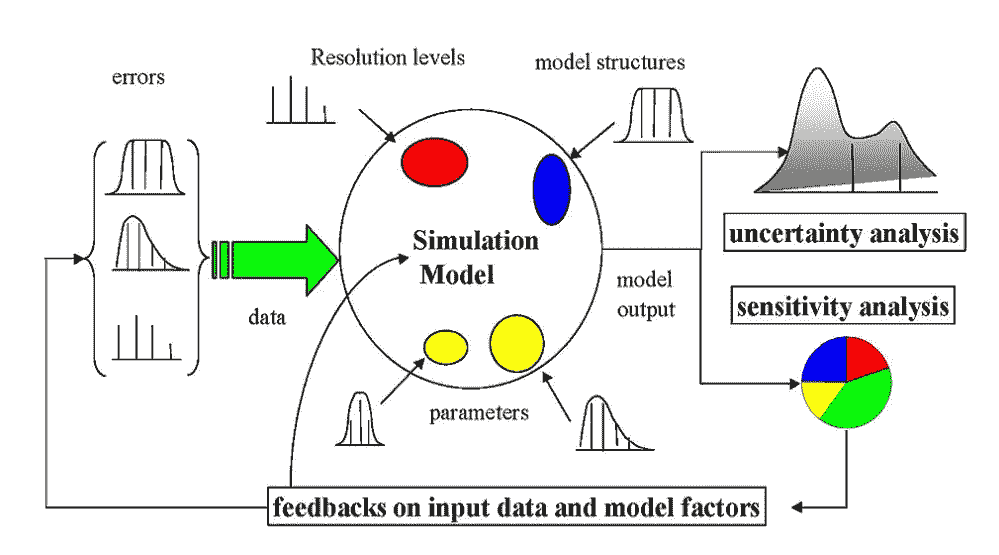 Resolution levels
model structures
errors
uncertainty analysis
Simulation
Model
model
output
sensitivity analysis
data
parameters
feedbacks on input data and model factors